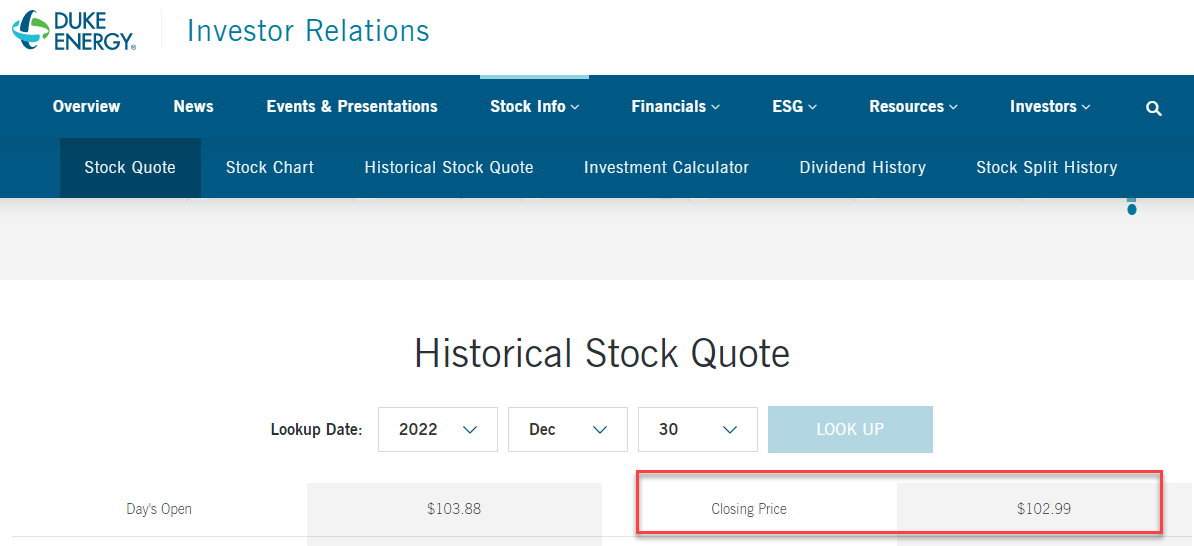 DUKE
ENERGY®
Investor Relations
Overview News Events & Presentations Stock Info Financials ESG Resources Investors
Stock Quote Stock Chart Historical Stock Quote Investment Calculator Dividend History Stock Split History
Historical Stock Quote
Lookup Date: 2022 Dec 30 LOOK UP
Day's Open $103.88 Closing Price $102.99